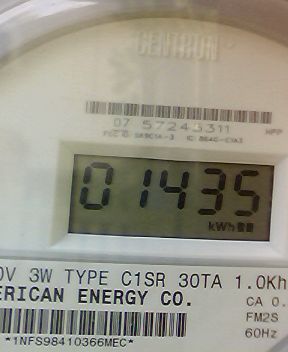 CENTRON
07 57243311
HPP
01435
kWh
0V 3W TYPE C1SR 30TA 1.0Kh
ERICAN ENERGY CO.
CA 0.
FM2S
60Hz
*1NFS98410366MEC*